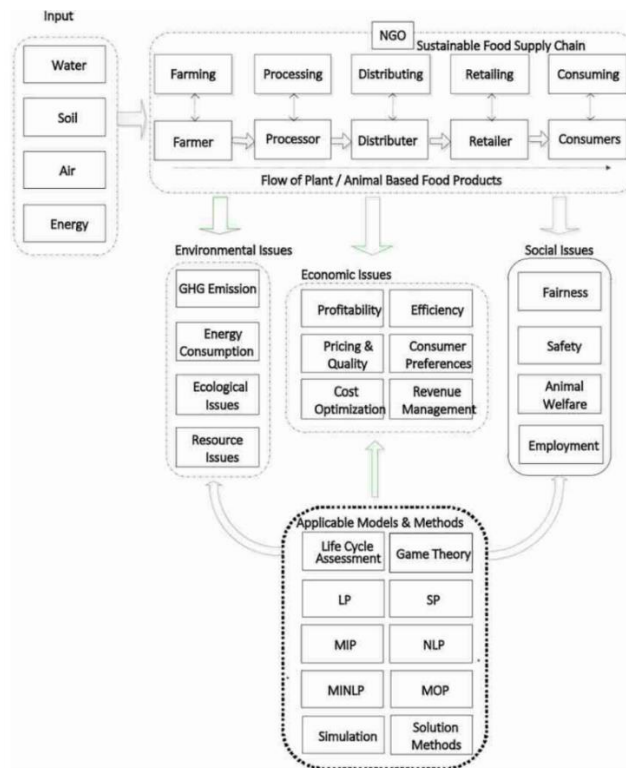 Input
NGO
Sustainable Food Supply Chain
Water
Soil
Air
Energy
Farming
Processing
Distributing
Retailing
Consuming
Farmer
Processor
Distributer
Retailer
Consumers
Flow of Plant / Animal Based Food Products
Environmental Issues
GHG Emission
Energy
Consumption
Ecological
Issues
Resource
Issues
Economic Issues
Profitability
Efficiency
Pricing &
Quality
Consumer
Preferences
Cost
Optimization
Revenue
Management
Social Issues
Fairness
Safety
Animal
Welfare
Employment
Applicable Models & Methods
Life Cycle
Assessment
Game Theory
LP
SP
MIP
NLP
MINLP
MOP
Simulation
Solution
Methods